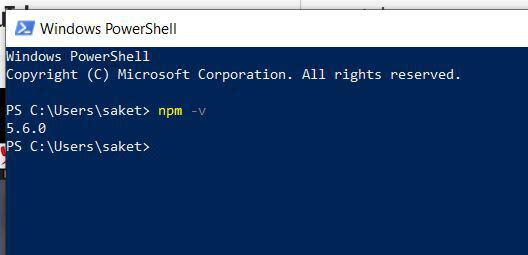 Windows PowerShell
Windows PowerShell
Copyright (C) Microsoft Corporation. All rights reserved.
PS C:\Users\saket> npm -v
5.6.0
PS C:\Users\saket>